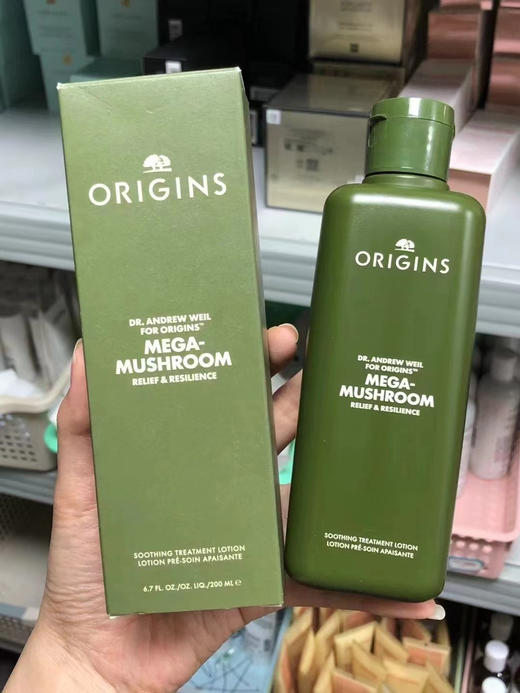 ORIGINS
DR. ANDREW WEIL
FOR ORIGINS™
MEGA-
MUSHROOM
RELIEF & RESILIENCE
SOOTHING TREATMENT LOTION
LOTION PRÉ-SOIN APAISANTE
6.7 FL. OZ./OZ. LIQ./200 ML ℮
ORIGINS
DR. ANDREW WEIL
FOR ORIGINS™
MEGA-
MUSHROOM
RELIEF & RESILIENCE
SOOTHING TREATMENT LOTION
LOTION PRÉ-SOIN APAISANTE